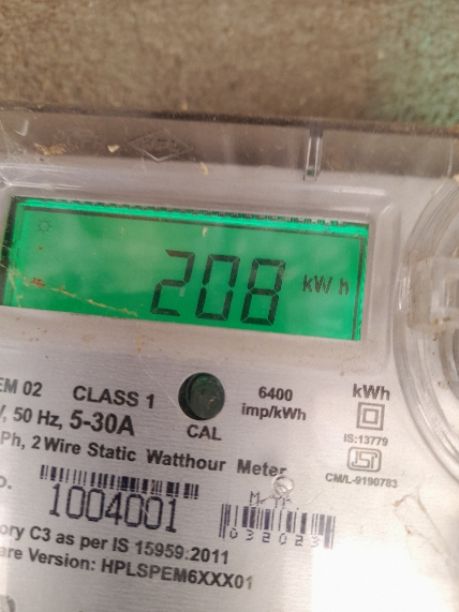 208 kW h
EM 02 CLASS 1 6400 kWh
, 50 Hz, 5-30A CAL imp/kWh
Ph, 2 Wire Static Watthour Meter IS:13779
CM/L-9190783
O.
1004001
032023
ory C3 as per IS 15959:2011
are Version: HPLSPEM6XXX01